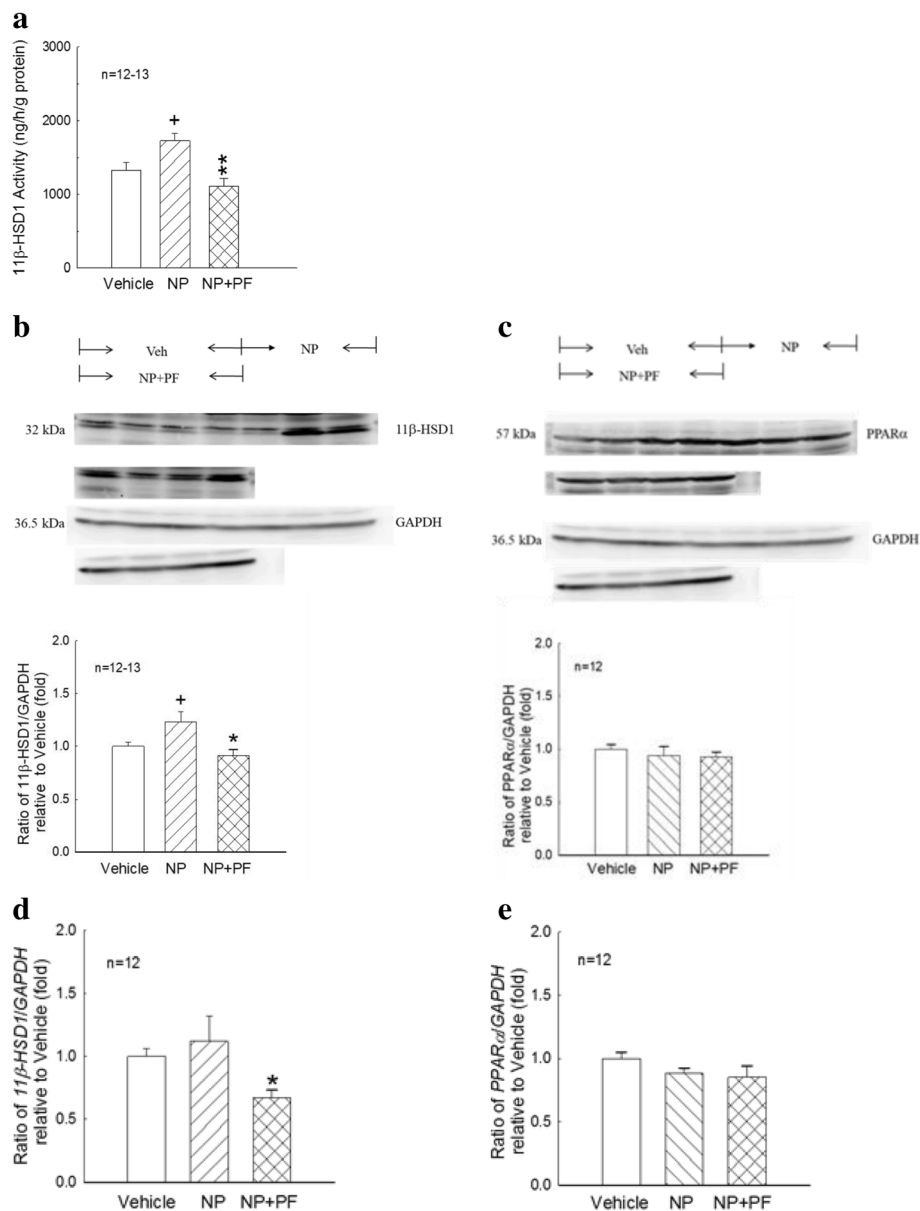 a
3000
2000
1000
0
11β-HSD1 Activity (ng/h/g protein)
n=12-13
+
**
Vehicle NP NP+PF
b
Veh NP
NP+PF
32 kDa 11β-HSD1
36.5 kDa GAPDH
2.0
1.5
1.0
0.5
0.0
Ratio of 11β-HSD1/GAPDH
relative to Vehicle (fold)
n=12-13
+
*
Vehicle NP NP+PF
c
Veh NP
NP+PF
57 kDa PPARα
36.5 kDa GAPDH
2.0
1.5
1.0
0.5
0.0
Ratio of PPARα/GAPDH
relative to Vehicle (fold)
n=12
Vehicle NP NP+PF
d
2.0
1.5
1.0
0.5
0.0
Ratio of 11β-HSD1/GAPDH
relative to Vehicle (fold)
n=12
*
Vehicle NP NP+PF
e
2.0
1.5
1.0
0.5
0.0
Ratio of PPARα/GAPDH
relative to Vehicle (fold)
n=12
Vehicle NP NP+PF